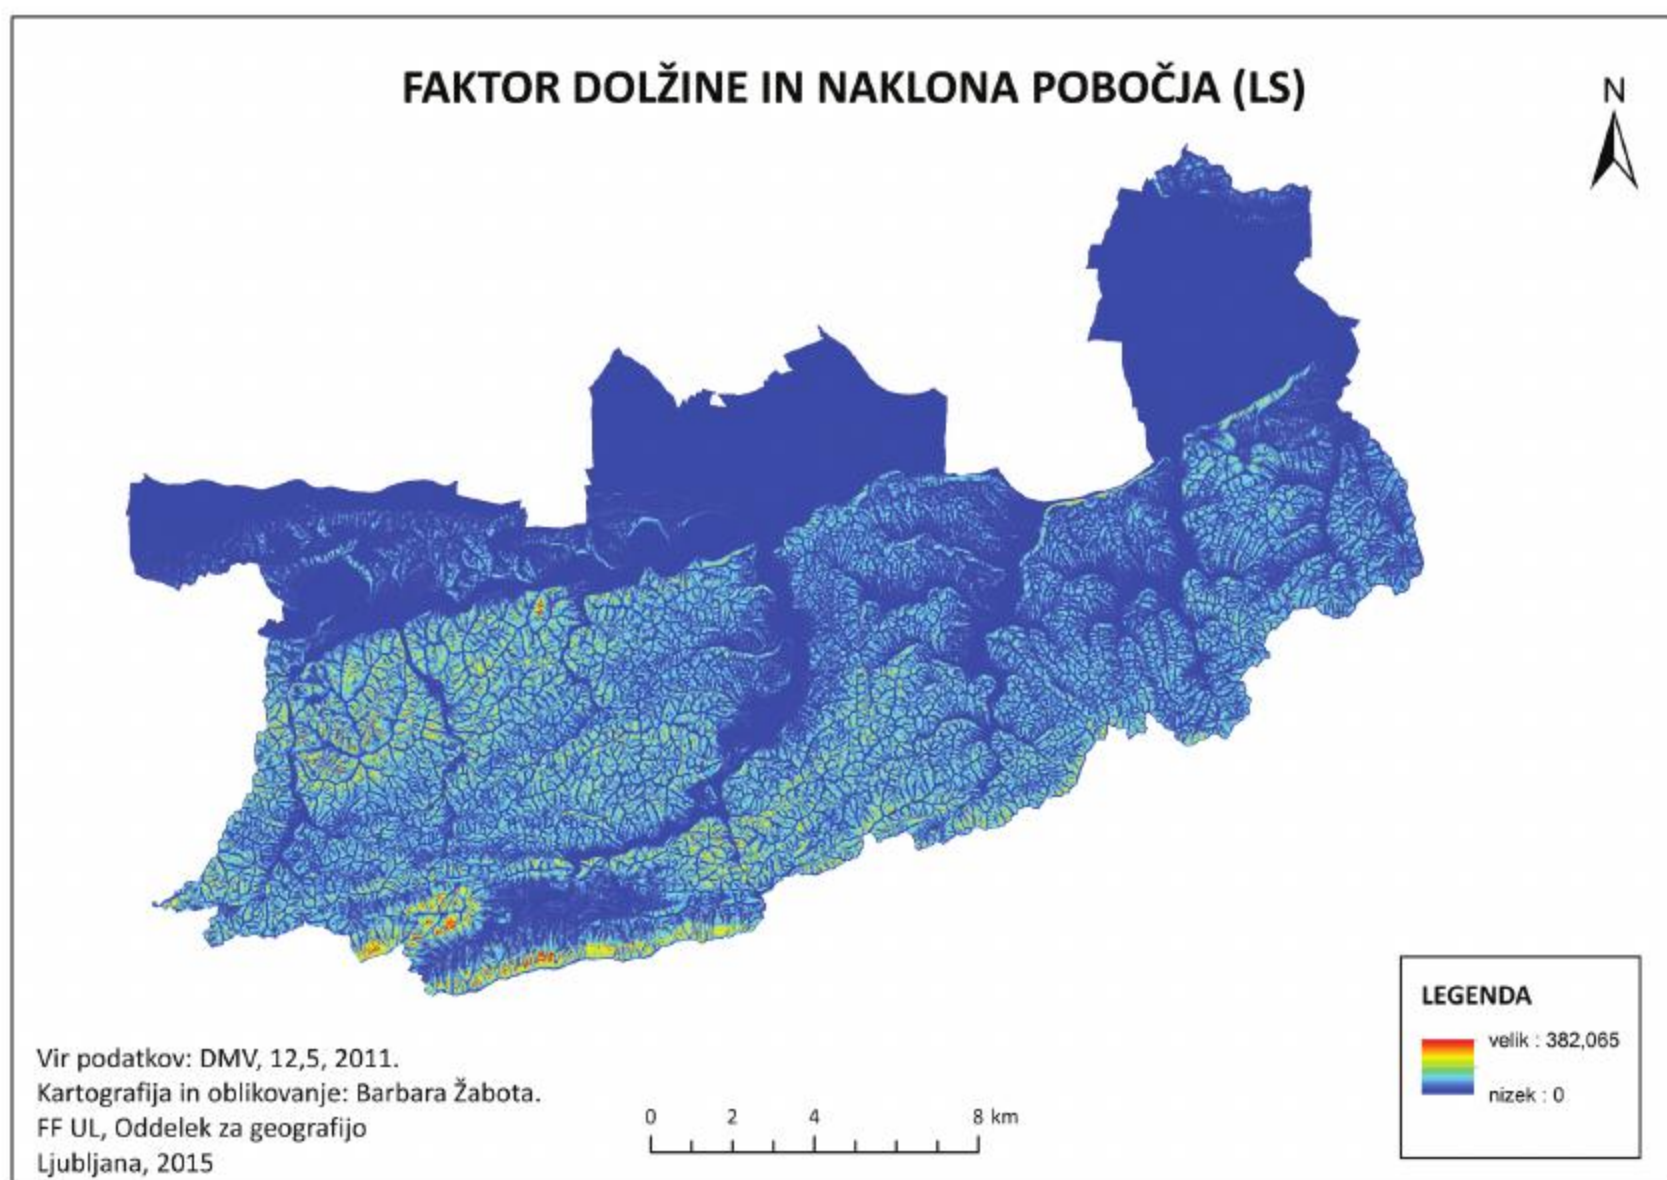 FAKTOR DOLŽINE IN NAKLONA POBOČJA (LS)
N
LEGENDA
velik : 382,065
nizek : 0
Vir podatkov: DMV, 12,5, 2011.
Kartografija in oblikovanje: Barbara Žabota.
FF UL, Oddelek za geografijo
Ljubljana, 2015
0 2 4 8 km